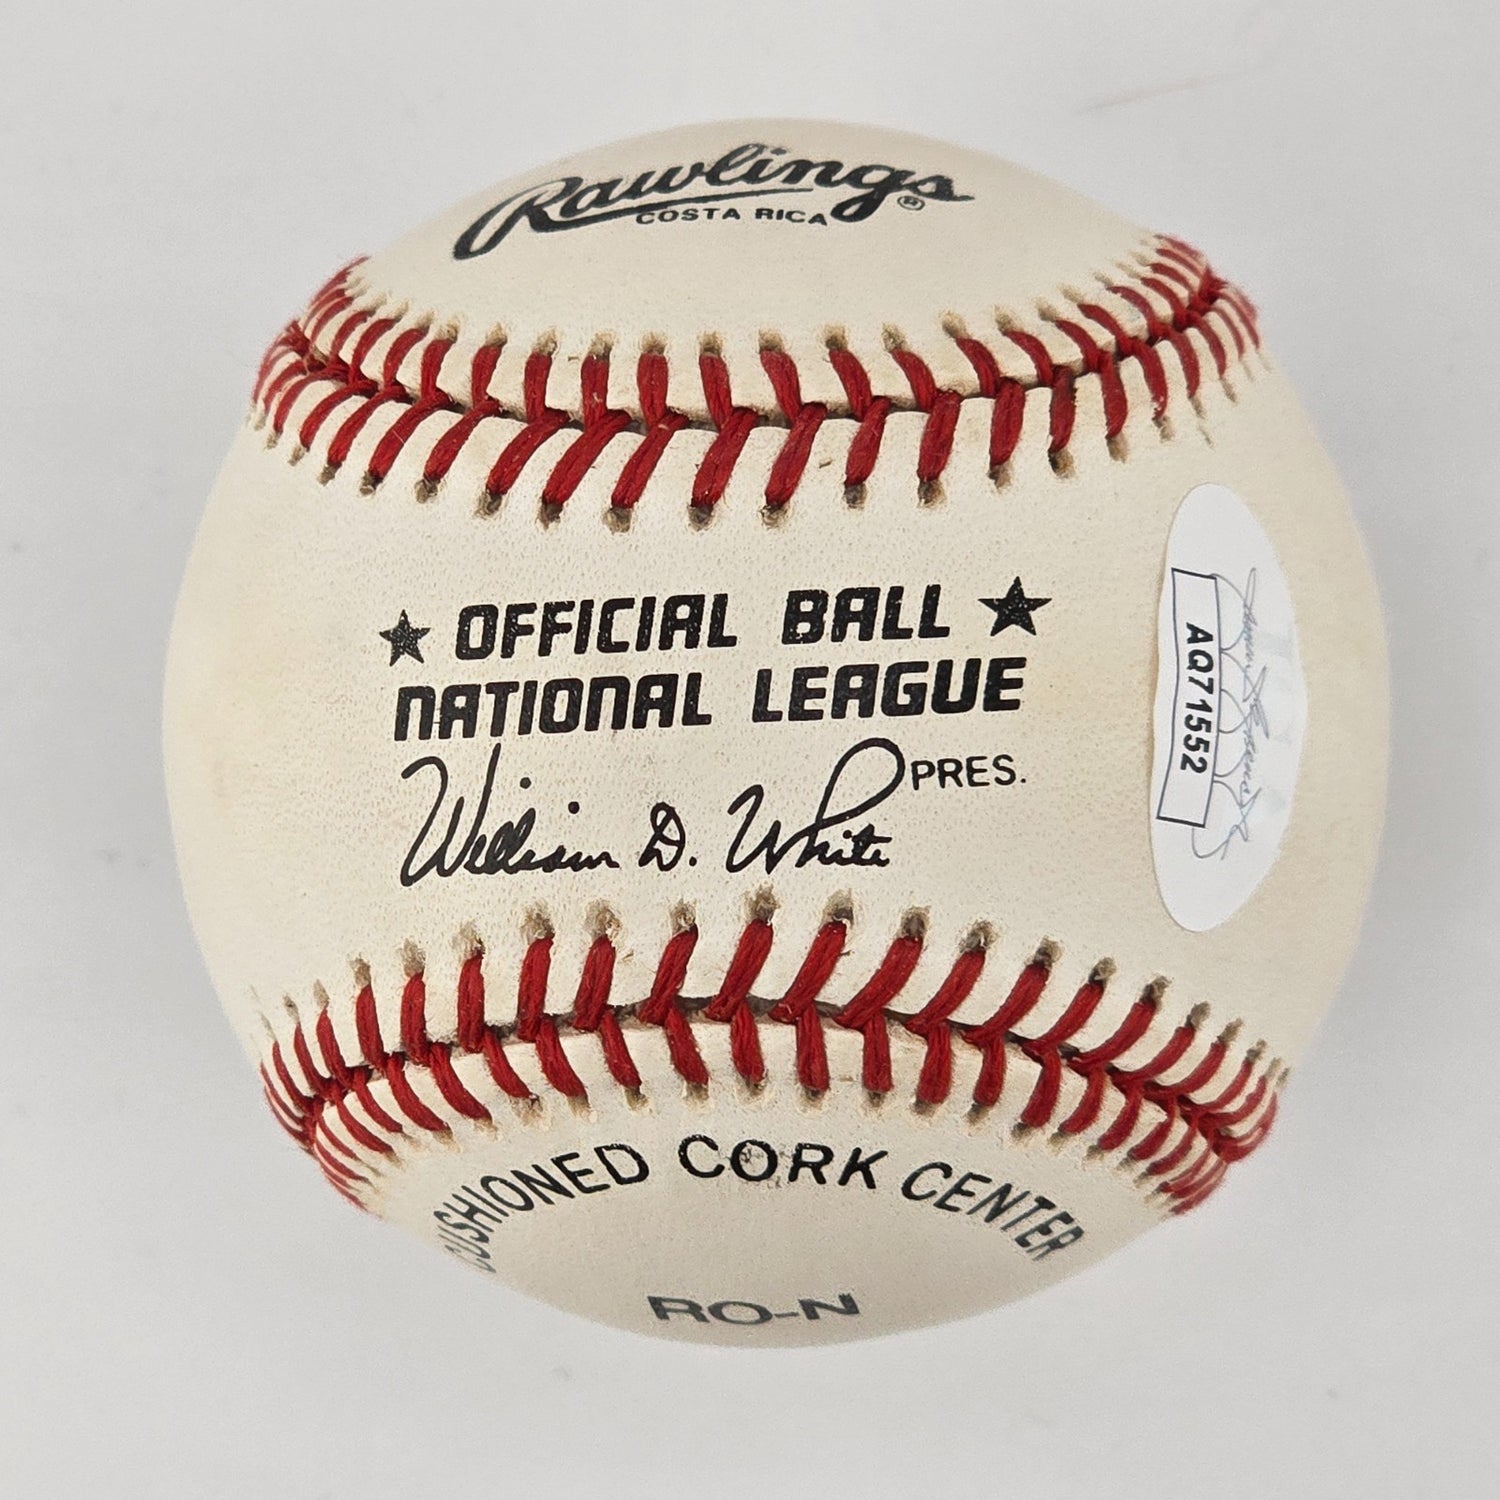 Rawlings®
COSTA RICA
★ OFFICIAL BALL ★
NATIONAL LEAGUE
William D. White PRES.
CUSHIONED CORK CENTER
RO-N
AQ71552